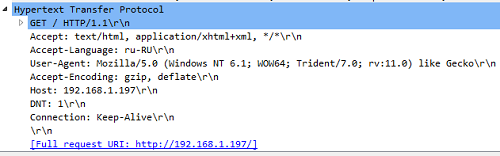 Hypertext Transfer Protocol
GET / HTTP/1.1\r\n
Accept: text/html, application/xhtml+xml, */*\r\n
Accept-Language: ru-RU\r\n
User-Agent: Mozilla/5.0 (Windows NT 6.1; WOW64; Trident/7.0; rv:11.0) like Gecko\r\n
Accept-Encoding: gzip, deflate\r\n
Host: 192.168.1.197\r\n
DNT: 1\r\n
Connection: Keep-Alive\r\n
\r\n
[Full request URI: http://192.168.1.197/]